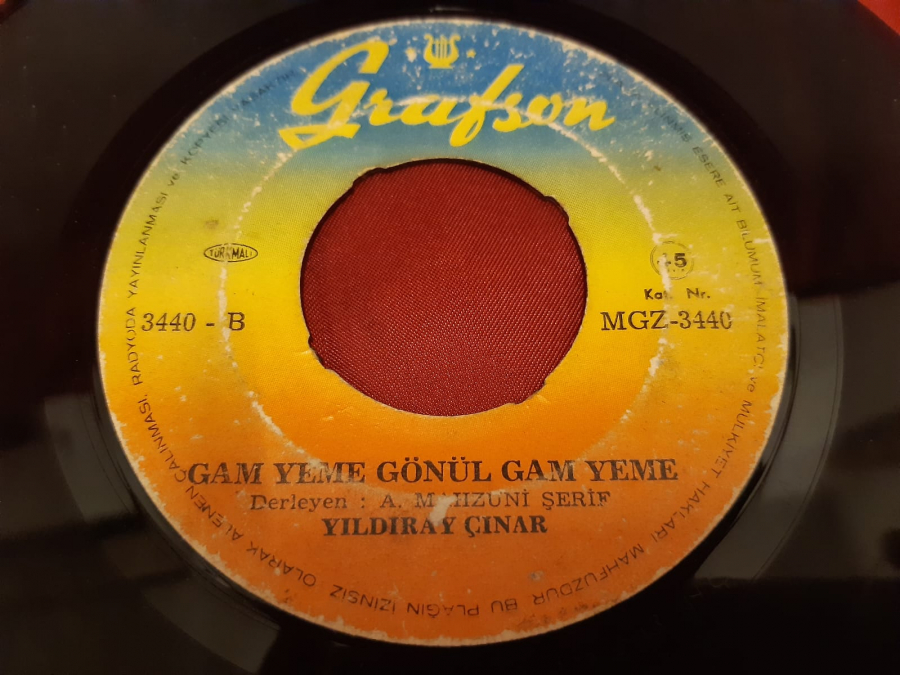 Grafson
TÜRK MALI
45
Kat. Nr.
3440 - B
MGZ-3440
GAM YEME GÖNÜL GAM YEME
Derleyen : A. MAHZUNİ ŞERİF
YILDIRAY ÇINAR
ESERE AİT BİLUMUM İMALATÇI ve MÜLKİYET HAKLARI MAHFUZDUR BU PLAĞIN İZİNSİZ OLARAK ALENEN ÇALINMASI, RADYODA YAYINLANMASI ve KOPYESİ